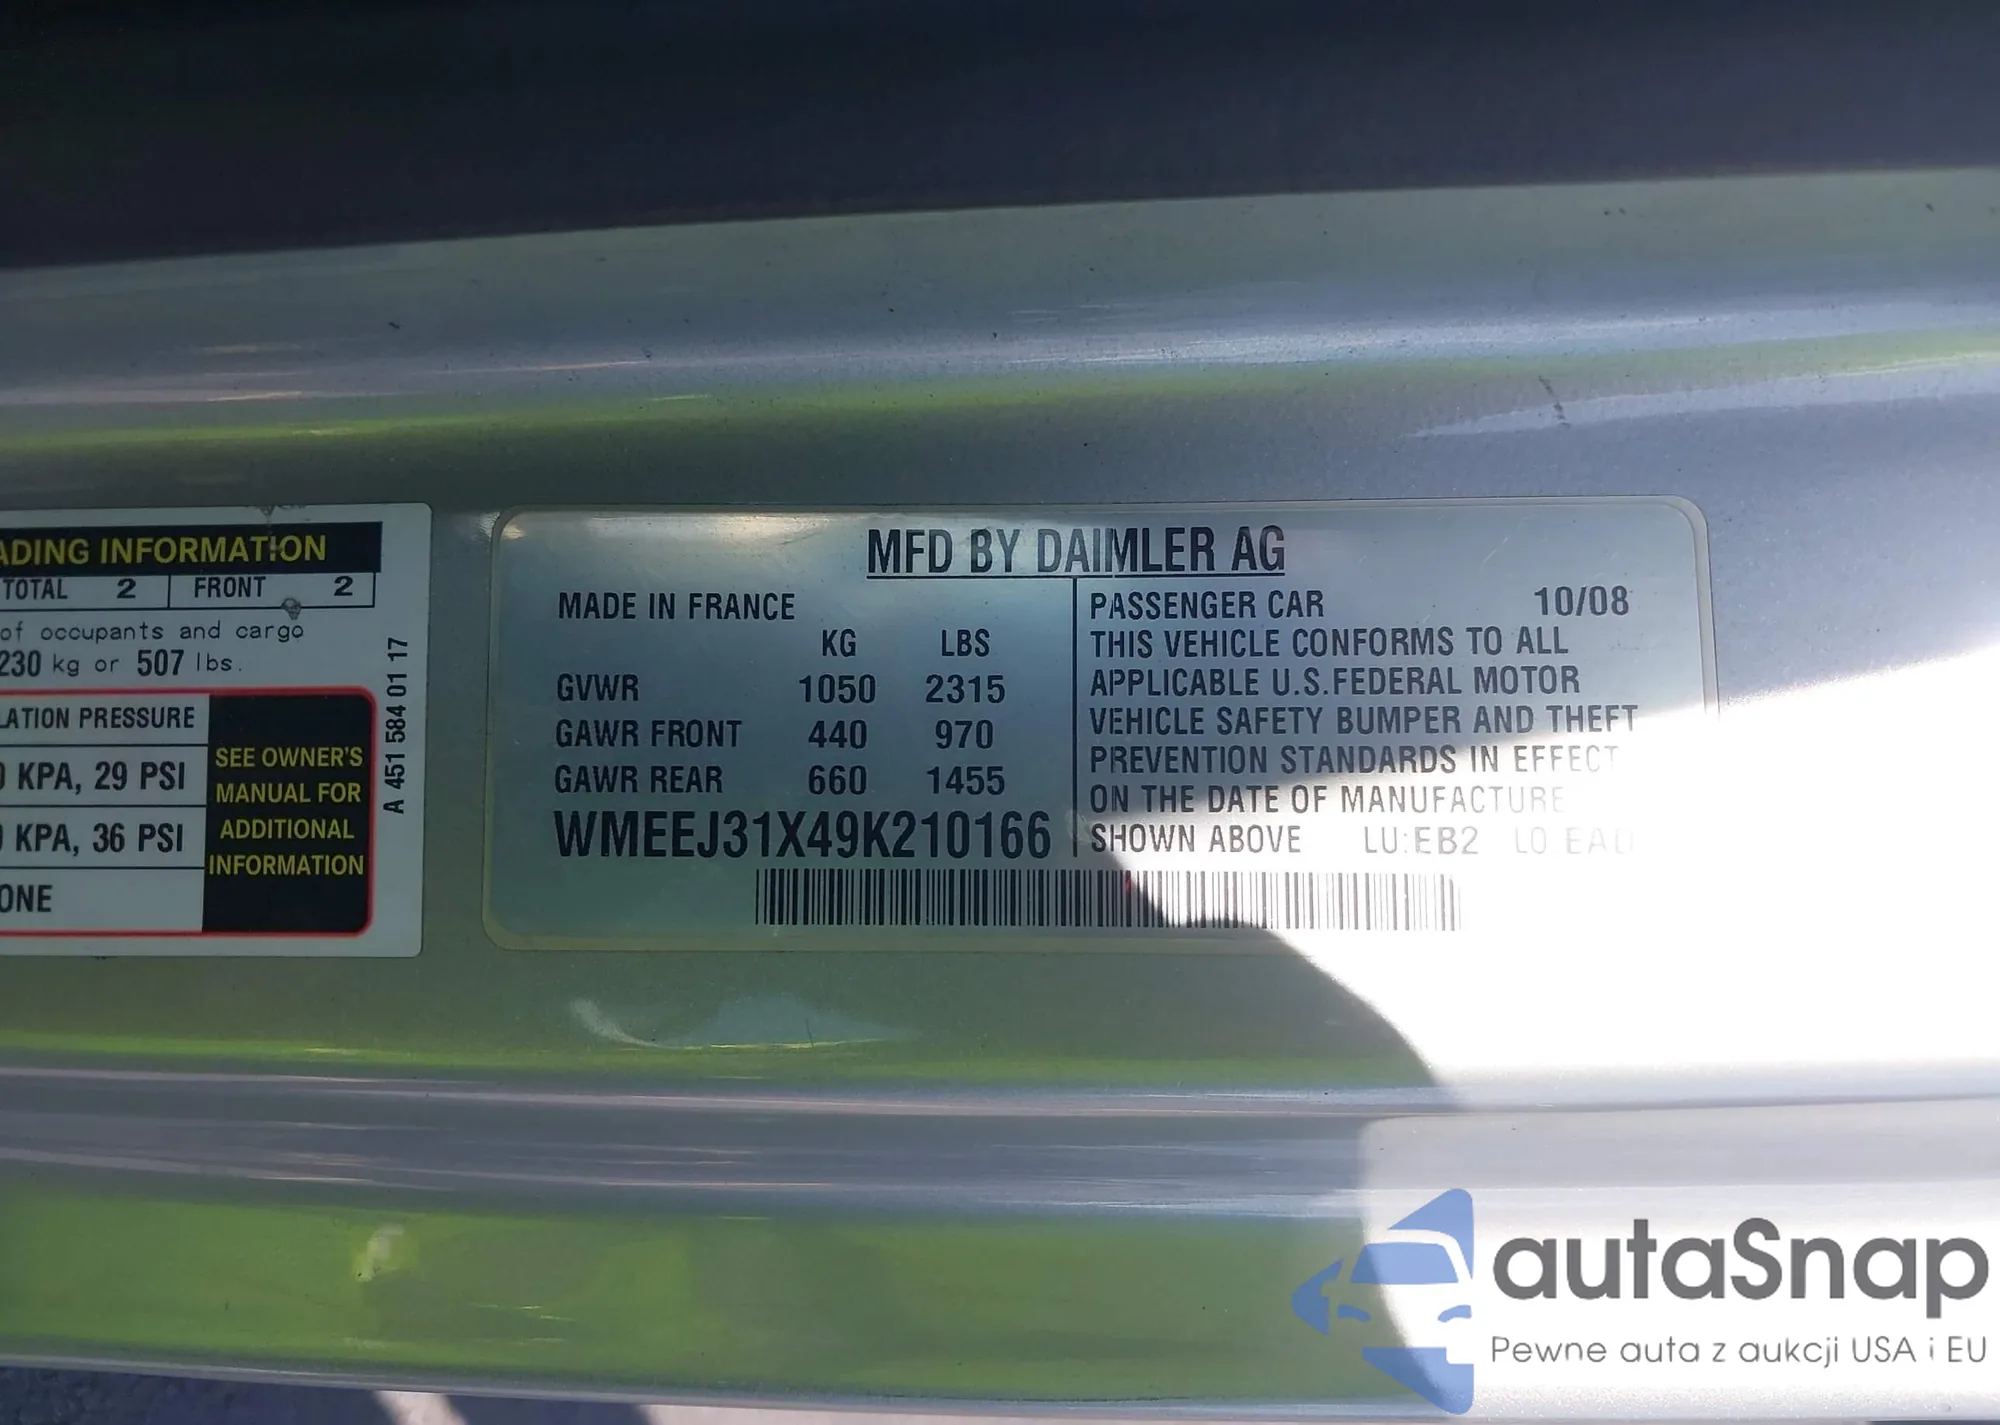 ADING INFORMATION
TOTAL 2 FRONT 2
of occupants and cargo
230 kg or 507 lbs.
LATION PRESSURE
0 KPA, 29 PSI
0 KPA, 36 PSI
ONE
SEE OWNER'S
MANUAL FOR
ADDITIONAL
INFORMATION
A 451 584 01 17
MFD BY DAIMLER AG
MADE IN FRANCE
KG LBS
GVWR 1050 2315
GAWR FRONT 440 970
GAWR REAR 660 1455
WMEEJ31X49K210166
PASSENGER CAR 10/08
THIS VEHICLE CONFORMS TO ALL
APPLICABLE U.S.FEDERAL MOTOR
VEHICLE SAFETY BUMPER AND THEFT
PREVENTION STANDARDS IN EFFECT
ON THE DATE OF MANUFACTURE
SHOWN ABOVE LU:EB2 LO EAD
autaSnap
Pewne auta z aukcji USA i EU